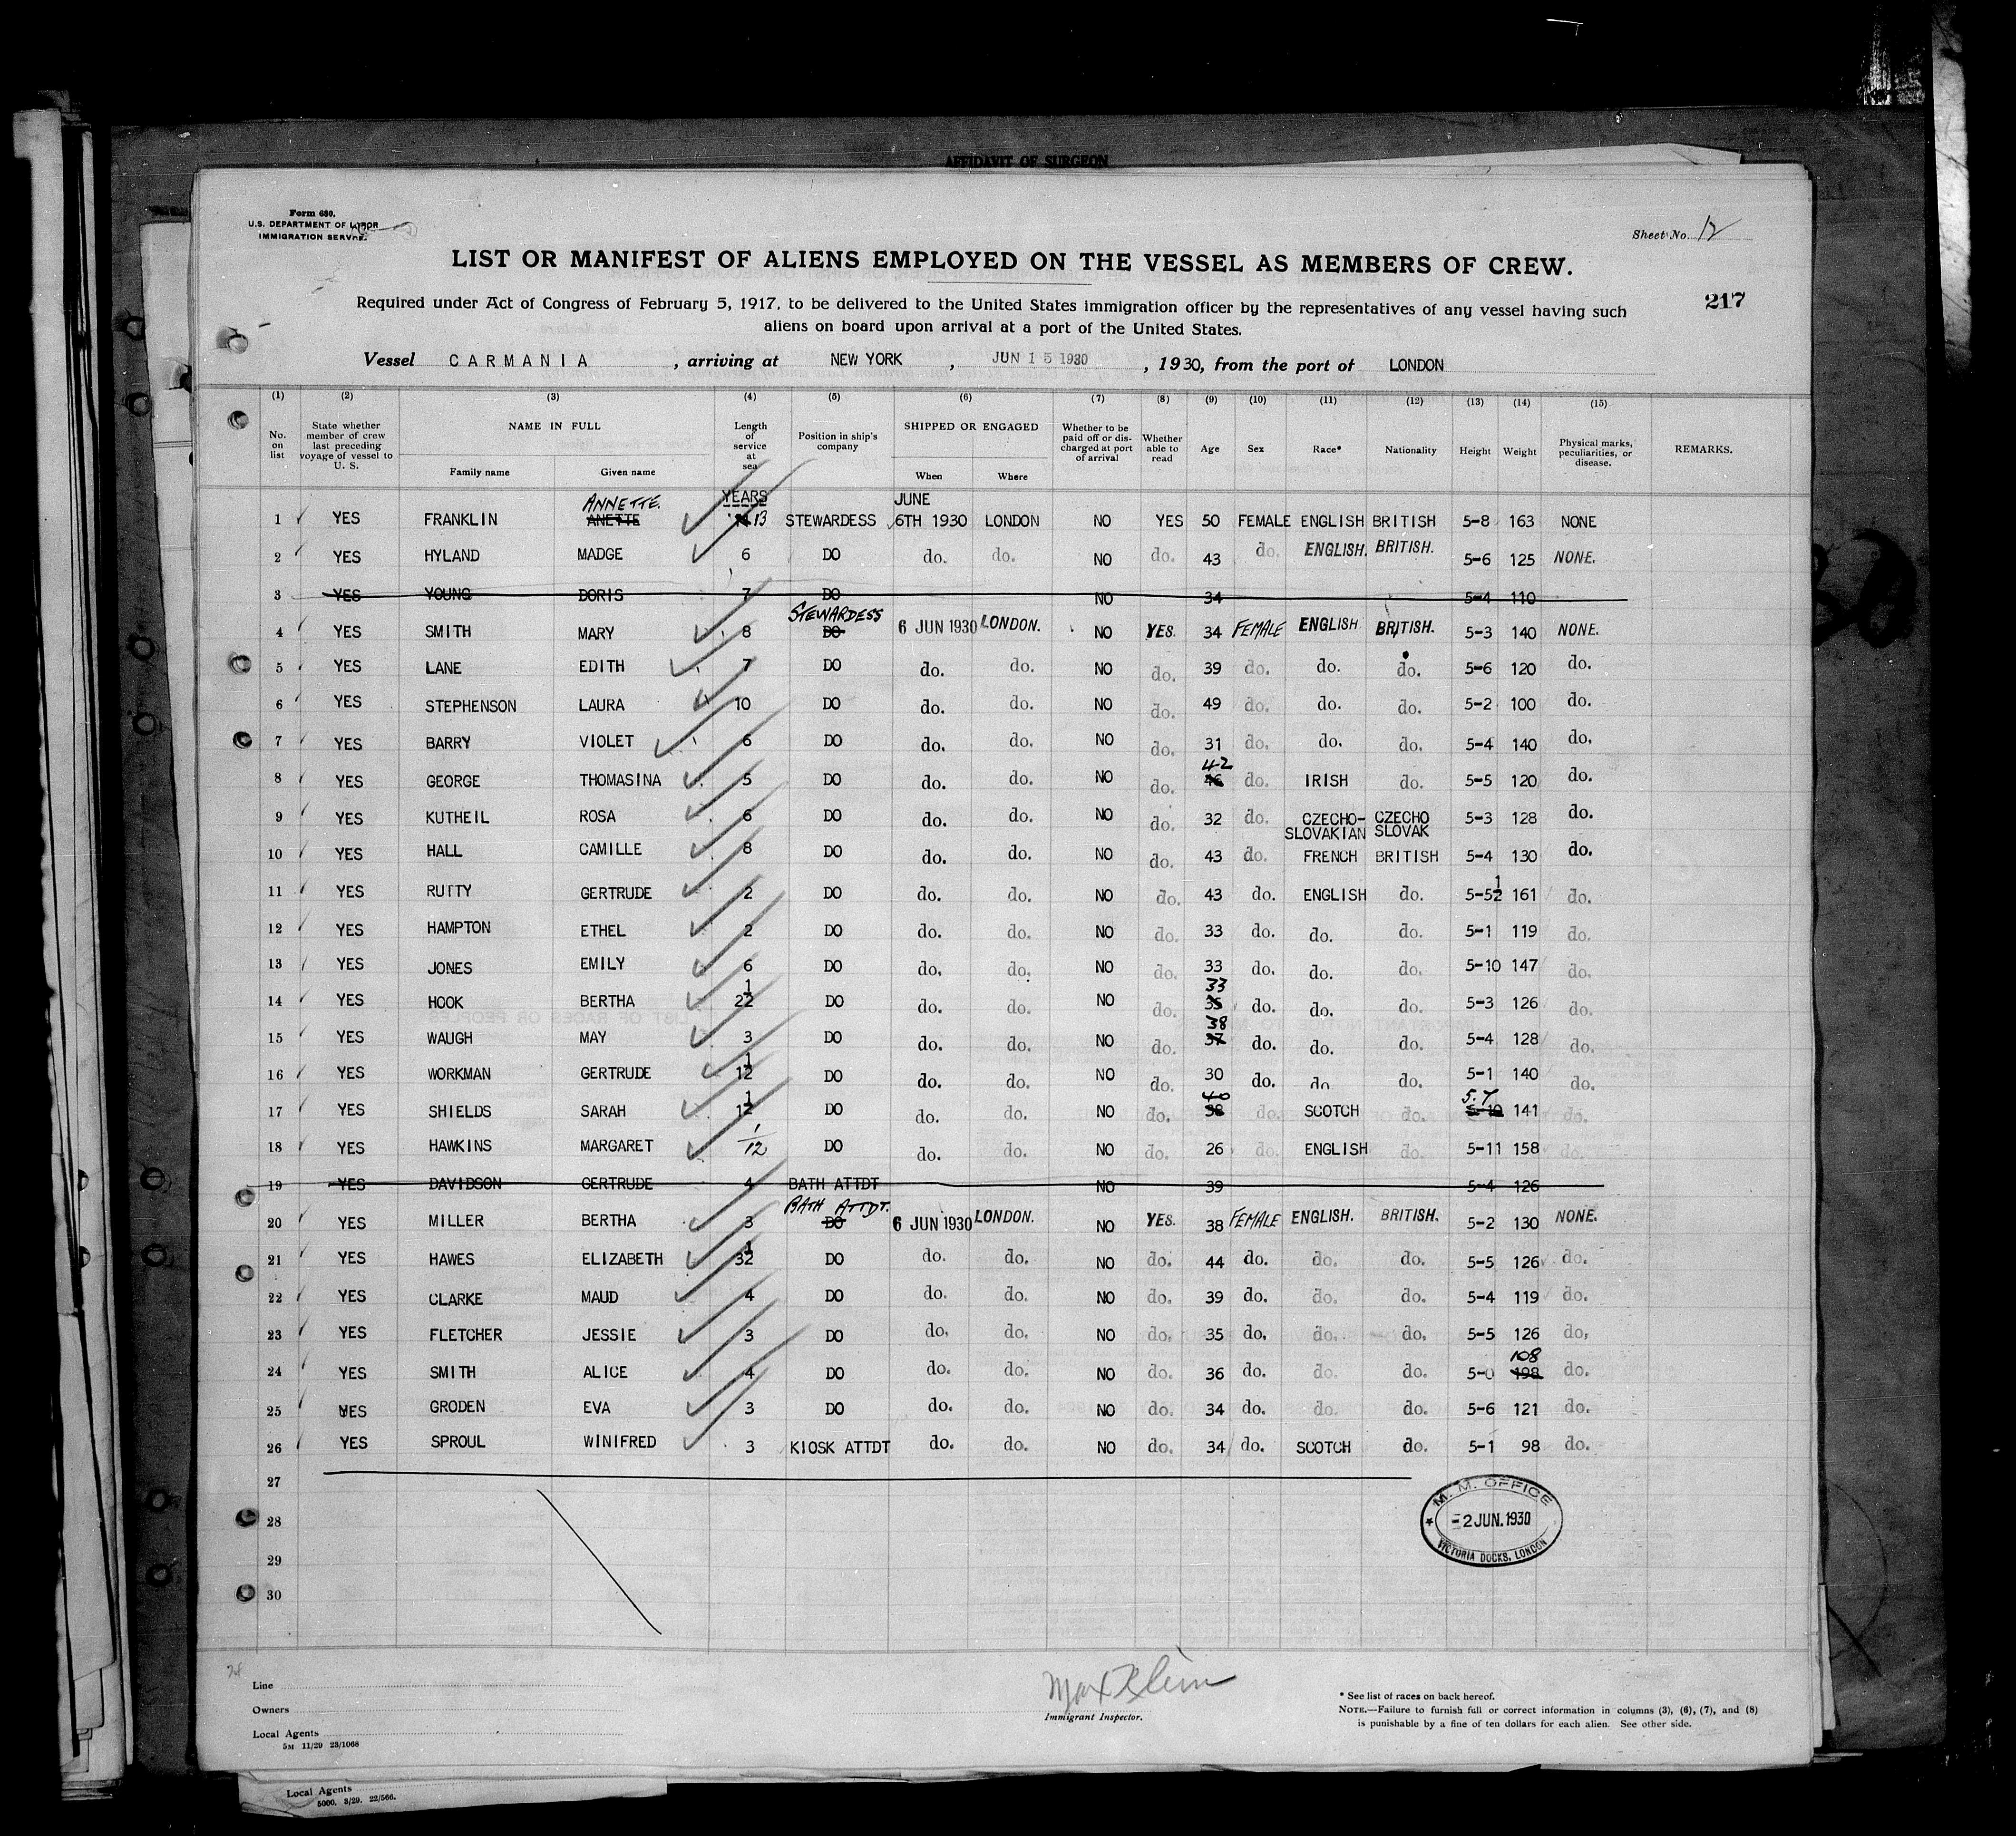 AFFIDAVIT OF SURGEON
Form 680.
U.S. DEPARTMENT OF LABOR
IMMIGRATION SERVICE.
Sheet No. 12
LIST OR MANIFEST OF ALIENS EMPLOYED ON THE VESSEL AS MEMBERS OF CREW.
217
Required under Act of Congress of February 5, 1917, to be delivered to the United States immigration officer by the representatives of any vessel having such
aliens on board upon arrival at a port of the United States.
Vessel CARMANIA, arriving at NEW YORK, JUN 15 1930, 1930, from the port of LONDON
(1) (2) (3) (4) (5) (6) (7) (8) (9) (10) (11) (12) (13) (14) (15)
No. on list
State whether member of crew last preceding voyage of vessel to U. S.
NAME IN FULL
Family name
Given name
Length of service at sea
Position in ship's company
SHIPPED OR ENGAGED
When
Where
Whether to be paid off or discharged at port of arrival
Whether able to read
Age
Sex
Race*
Nationality
Height
Weight
Physical marks, peculiarities, or disease.
REMARKS.
ANNETTE. YEARS JUNE
1 YES FRANKLIN ANETTE 13 STEWARDESS 6TH 1930 LONDON NO YES 50 FEMALE ENGLISH BRITISH 5-8 163 NONE
2 YES HYLAND MADGE 6 DO do. do. NO do. 43 do. ENGLISH. BRITISH. 5-6 125 NONE.
3 YES YOUNG DORIS 7 DO NO 34 5-4 110
STEWARDESS
4 YES SMITH MARY 8 DO 6 JUN 1930 LONDON. NO YES. 34 FEMALE ENGLISH BRITISH. 5-3 140 NONE.
5 YES LANE EDITH 7 DO do. do. NO do. 39 do. do. do. 5-6 120 do.
6 YES STEPHENSON LAURA 10 DO do. do. NO do. 49 do. do. do. 5-2 100 do.
7 YES BARRY VIOLET 6 DO do. do. NO do. 31 do. do. do. 5-4 140 do.
42
8 YES GEORGE THOMASINA 5 DO do. do. NO do. 46 do. IRISH do. 5-5 120 do.
9 YES KUTHEIL ROSA 6 DO do. do. NO do. 32 do. CZECHO-SLOVAKIAN CZECHO SLOVAK 5-3 128 do.
10 YES HALL CAMILLE 8 DO do. do. NO do. 43 do. FRENCH BRITISH 5-4 130 do.
11 YES RUTTY GERTRUDE 2 DO do. do. NO do. 43 do. ENGLISH do. 5-5½ 161 do.
12 YES HAMPTON ETHEL 2 DO do. do. NO do. 33 do. do. do. 5-1 119 do.
13 YES JONES EMILY 6 DO do. do. NO do. 33 do. do. do. 5-10 147 do.
33
14 YES HOOK BERTHA 2½ DO do. do. NO do. 35 do. do. do. 5-3 126 do.
38
15 YES WAUGH MAY 3 DO do. do. NO do. 37 do. do. do. 5-4 128 do.
16 YES WORKMAN GERTRUDE 1½ DO do. do. NO do. 30 do. do. do. 5-1 140 do.
40 5.7
17 YES SHIELDS SARAH 1½ DO do. do. NO do. 38 do. SCOTCH do. 5-10 141 do.
18 YES HAWKINS MARGARET 1/12 DO do. do. NO do. 26 do. ENGLISH do. 5-11 158 do.
19 YES DAVIDSON GERTRUDE 4 BATH ATTDT NO 39 5-4 126
BATH ATTDT.
20 YES MILLER BERTHA 3 DO 6 JUN 1930 LONDON. NO YES. 38 FEMALE ENGLISH. BRITISH. 5-2 130 NONE.
21 YES HAWES ELIZABETH 3½ DO do. do. NO do. 44 do. do. do. 5-5 126 do.
22 YES CLARKE MAUD 4 DO do. do. NO do. 39 do. do. do. 5-4 119 do.
23 YES FLETCHER JESSIE 3 DO do. do. NO do. 35 do. do. do. 5-5 126 do.
108
24 YES SMITH ALICE 4 DO do. do. NO do. 36 do. do. do. 5-0 198 do.
25 YES GRODEN EVA 3 DO do. do. NO do. 34 do. do. do. 5-6 121 do.
26 YES SPROUL WINIFRED 3 KIOSK ATTDT do. do. NO do. 34 do. SCOTCH do. 5-1 98 do.
27
28
29
30
M. M. OFFICE
-2 JUN. 1930
VICTORIA DOCKS, LONDON
Line
Owners
Local Agents
5M 11/29 23/1066
Immigrant Inspector.
* See list of races on back hereof.
NOTE.—Failure to furnish full or correct information in columns (3), (6), (7), and (8)
is punishable by a fine of ten dollars for each alien. See other side.
Local Agents
5000. 3/29. 22/566.